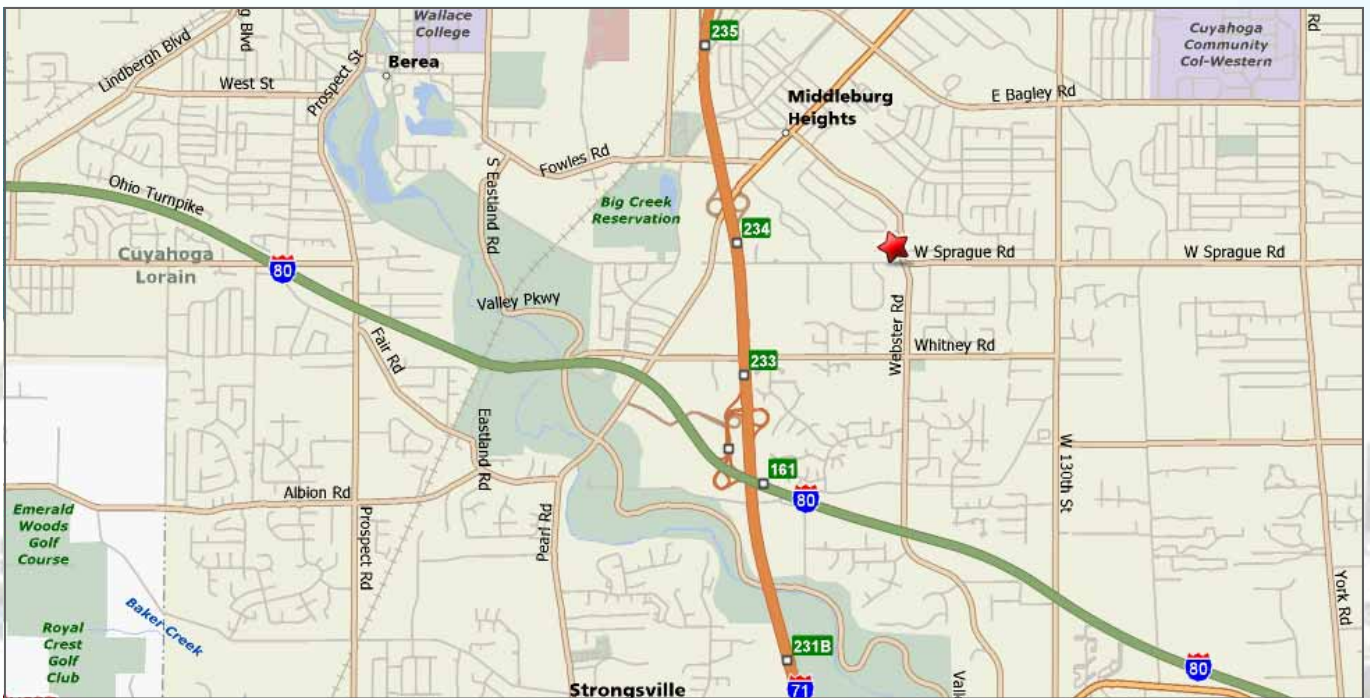 Wallace
College
235
Cuyahoga
Community
Col-Western
Rd
g Blvd
Lindbergh Blvd
Prospect St
Berea
West St
E Bagley Rd
Middleburg
Heights
Fowles Rd
S Eastland Rd
Ohio Turnpike
Big Creek
Reservation
234
W Sprague Rd
W Sprague Rd
Cuyahoga
Lorain
80
Valley Pkwy
Webster Rd
Fair Rd
Whitney Rd
233
Eastland Rd
W 130th St
161
80
Albion Rd
Emerald
Woods
Golf
Course
Prospect Rd
Pearl Rd
Baker Creek
York Rd
Royal
Crest
Golf
Club
231B
80
Strongsville
71